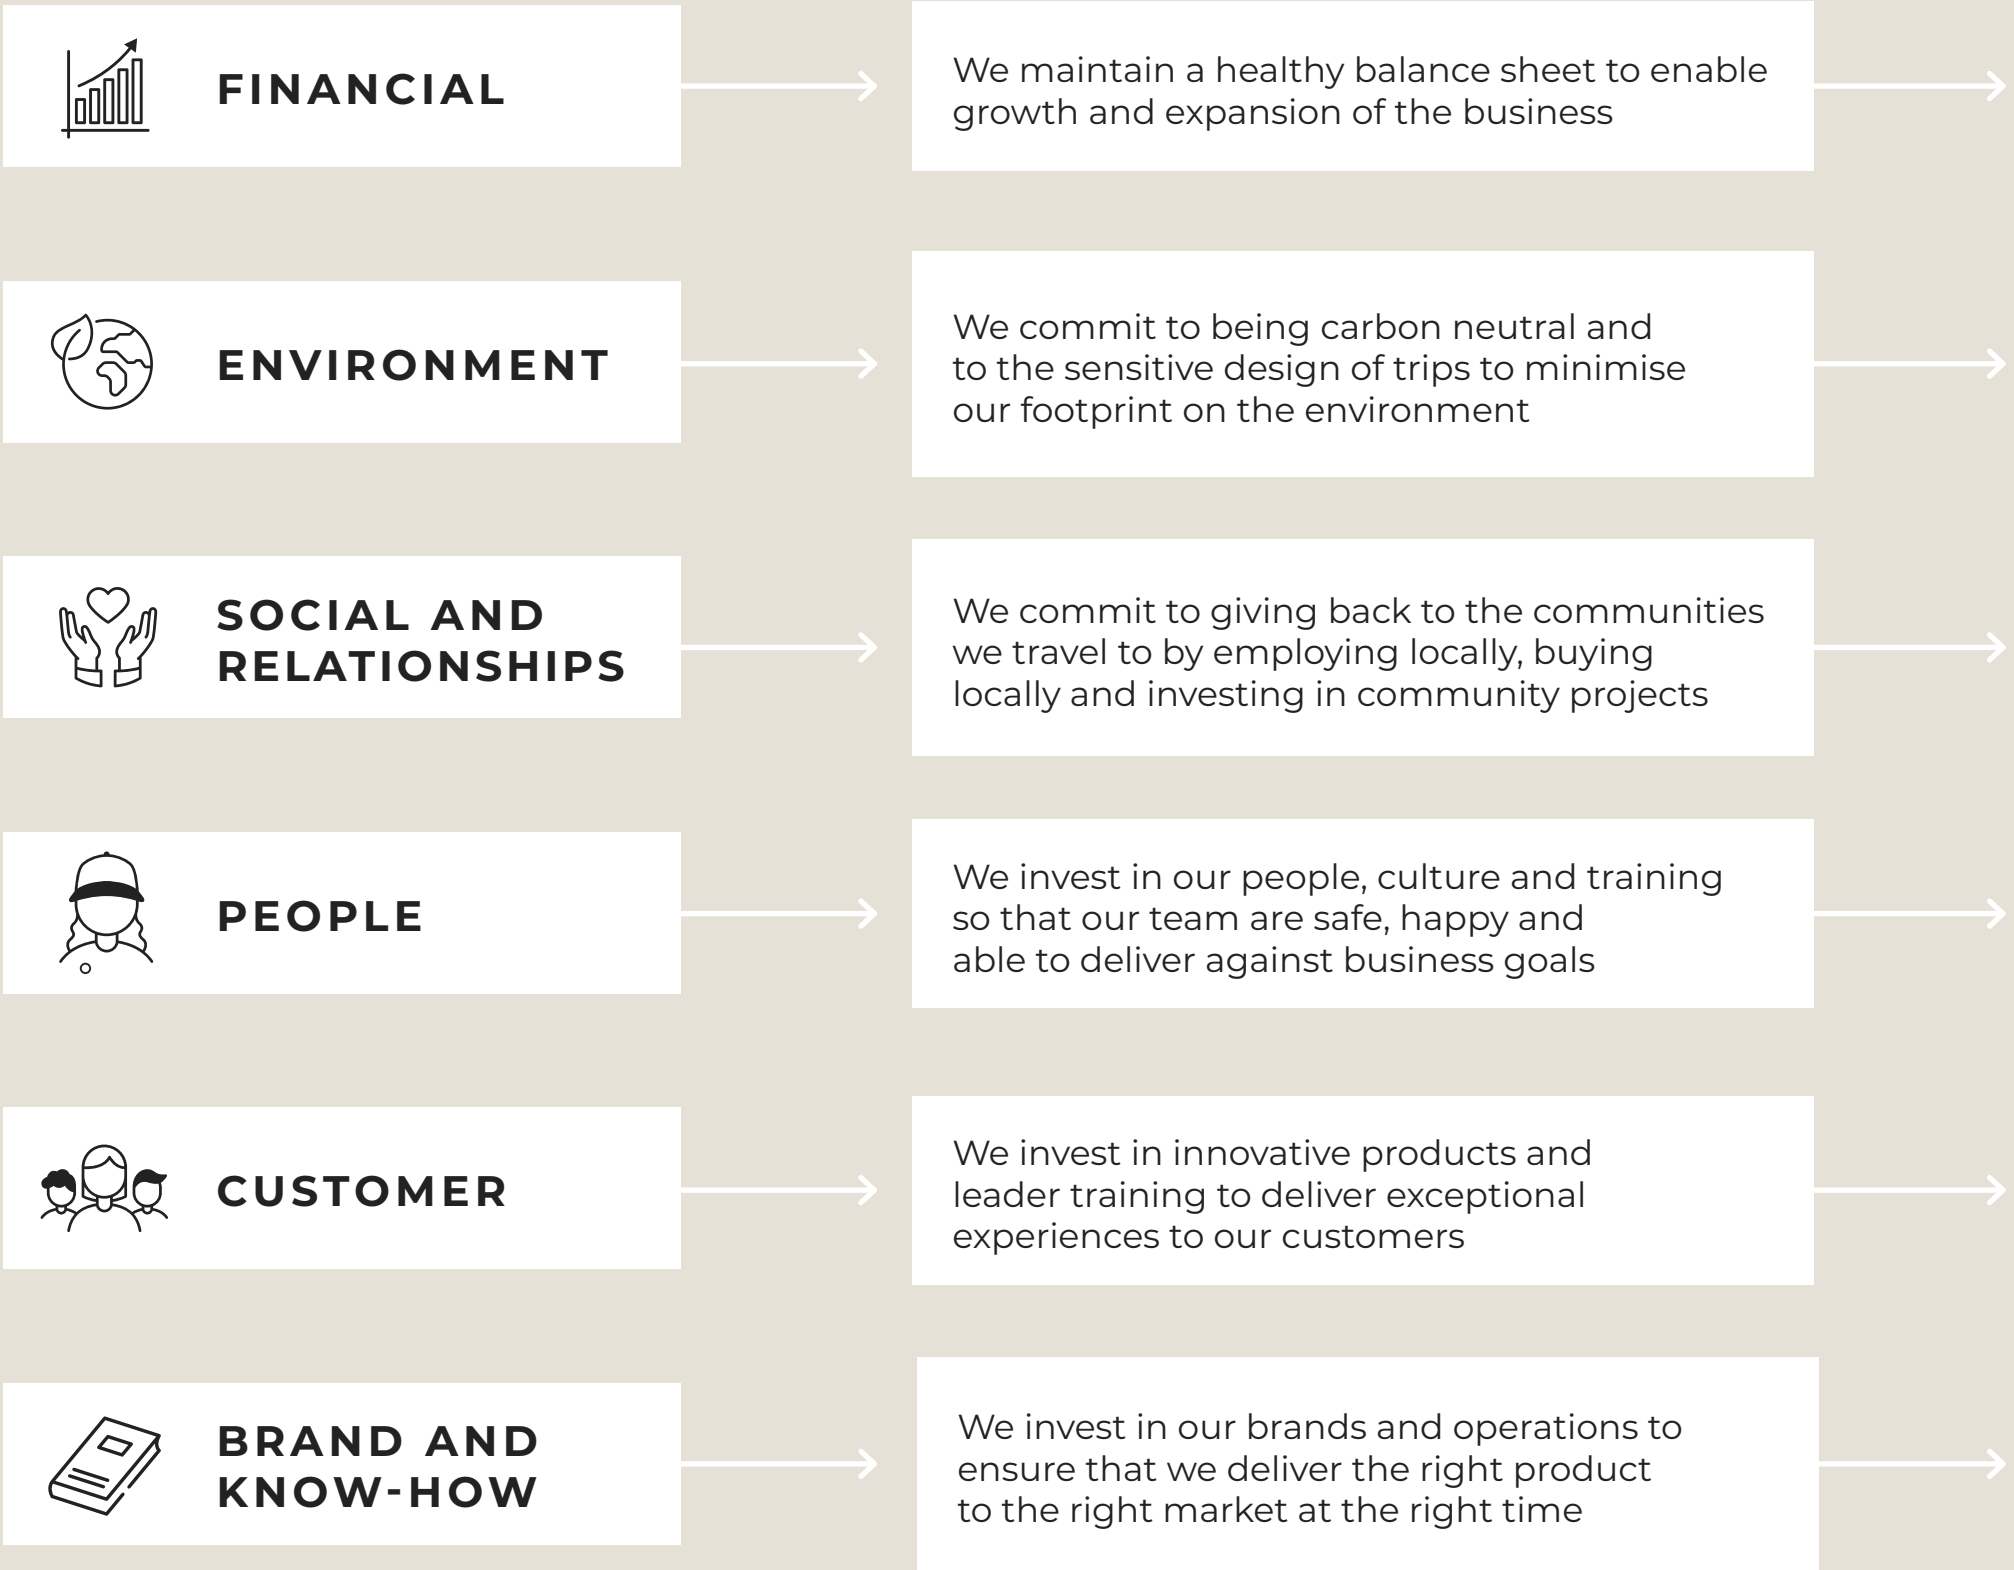 FINANCIAL
We maintain a healthy balance sheet to enable
growth and expansion of the business
ENVIRONMENT
We commit to being carbon neutral and
to the sensitive design of trips to minimise
our footprint on the environment
SOCIAL AND
RELATIONSHIPS
We commit to giving back to the communities
we travel to by employing locally, buying
locally and investing in community projects
PEOPLE
We invest in our people, culture and training
so that our team are safe, happy and
able to deliver against business goals
CUSTOMER
We invest in innovative products and
leader training to deliver exceptional
experiences to our customers
BRAND AND
KNOW-HOW
We invest in our brands and operations to
ensure that we deliver the right product
to the right market at the right time